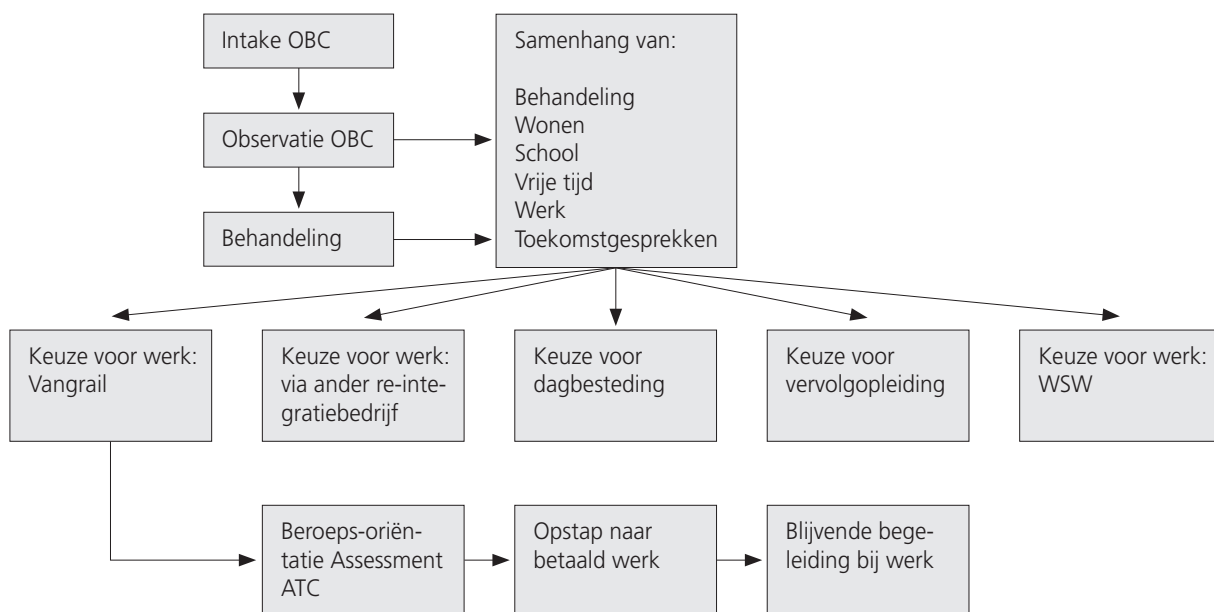 Intake OBC
Observatie OBC
Behandeling
Samenhang van:
Behandeling
Wonen
School
Vrije tijd
Werk
Toekomstgesprekken
Keuze voor werk:
Vangrail
Keuze voor werk:
via ander re-inte-
gratiebedrijf
Keuze voor
dagbesteding
Keuze voor
vervolgopleiding
Keuze voor werk:
WSW
Beroeps-oriën-
tatie Assessment
ATC
Opstap naar
betaald werk
Blijvende bege-
leiding bij werk